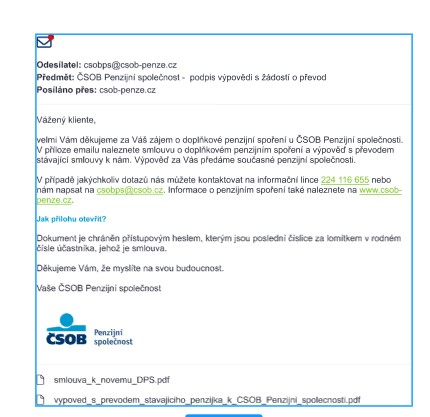 Odesílatel: csobps@csob-penze.cz
Předmět: ČSOB Penzijní společnost - podpis výpovědi s žádostí o převod
Posíláno přes: csob-penze.cz
Vážený kliente,
velmi Vám děkujeme za Váš zájem o doplňkové penzijní spoření u ČSOB Penzijní společnosti.
V příloze emailu naleznete smlouvu o doplňkovém penzijním spoření a výpověď s převodem
stávající smlouvy k nám. Výpověď za Vás předáme současné penzijní společnosti.
V případě jakýchkoliv dotazů nás můžete kontaktovat na informační lince 224 116 655 nebo
nám napsat na csobps@csob.cz. Informace o penzijním spoření také naleznete na www.csob-
penze.cz.
Jak přílohu otevřít?
Dokument je chráněn přístupovým heslem, kterým jsou poslední číslice za lomítkem v rodném
čísle účastníka, jehož je smlouva.
Děkujeme Vám, že myslíte na svou budoucnost.
Vaše ČSOB Penzijní společnost
ČSOB Penzijní
společnost
smlouva_k_novemu_DPS.pdf
vypoved_s_prevodem_stavajiciho_penzijka_k_CSOB_Penzijni_spolecnosti.pdf